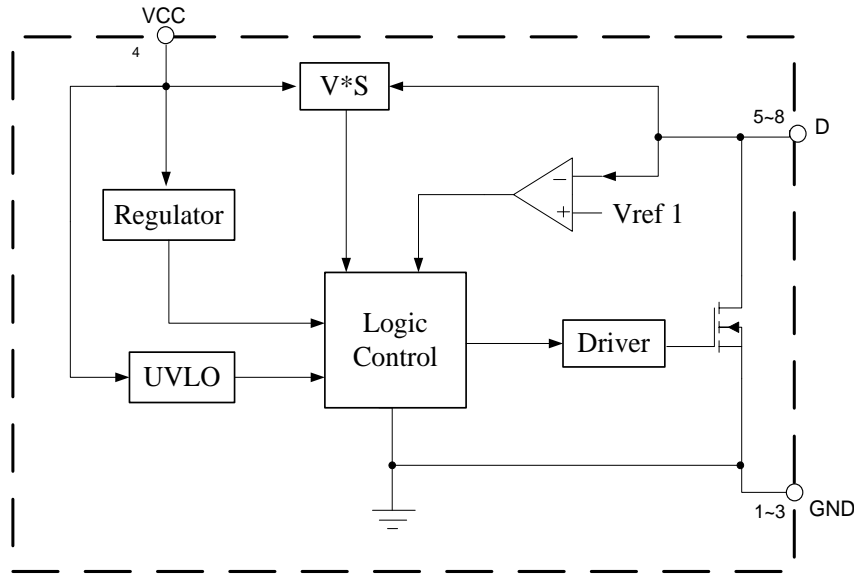 VCC
4
V*S
5~8
D
Regulator
−
+
Vref 1
Logic
Control
Driver
UVLO
1~3
GND